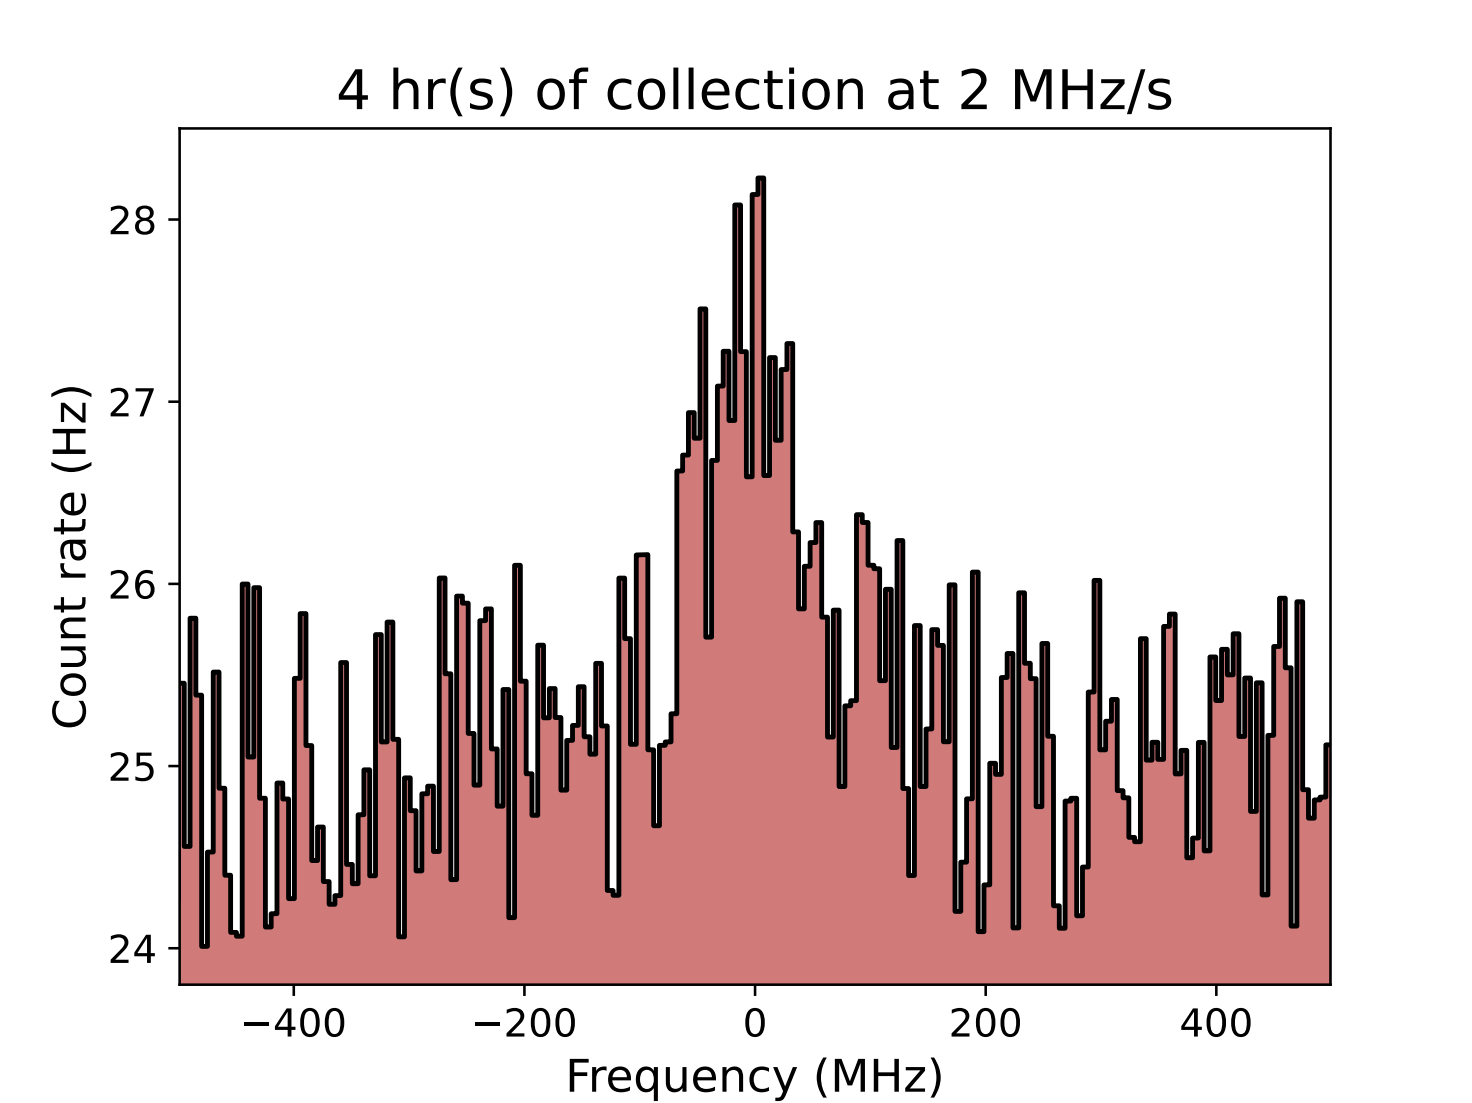 4 hr(s) of collection at 2 MHz/s
Count rate (Hz)
28
27
26
25
24
−400 −200 0 200 400
Frequency (MHz)